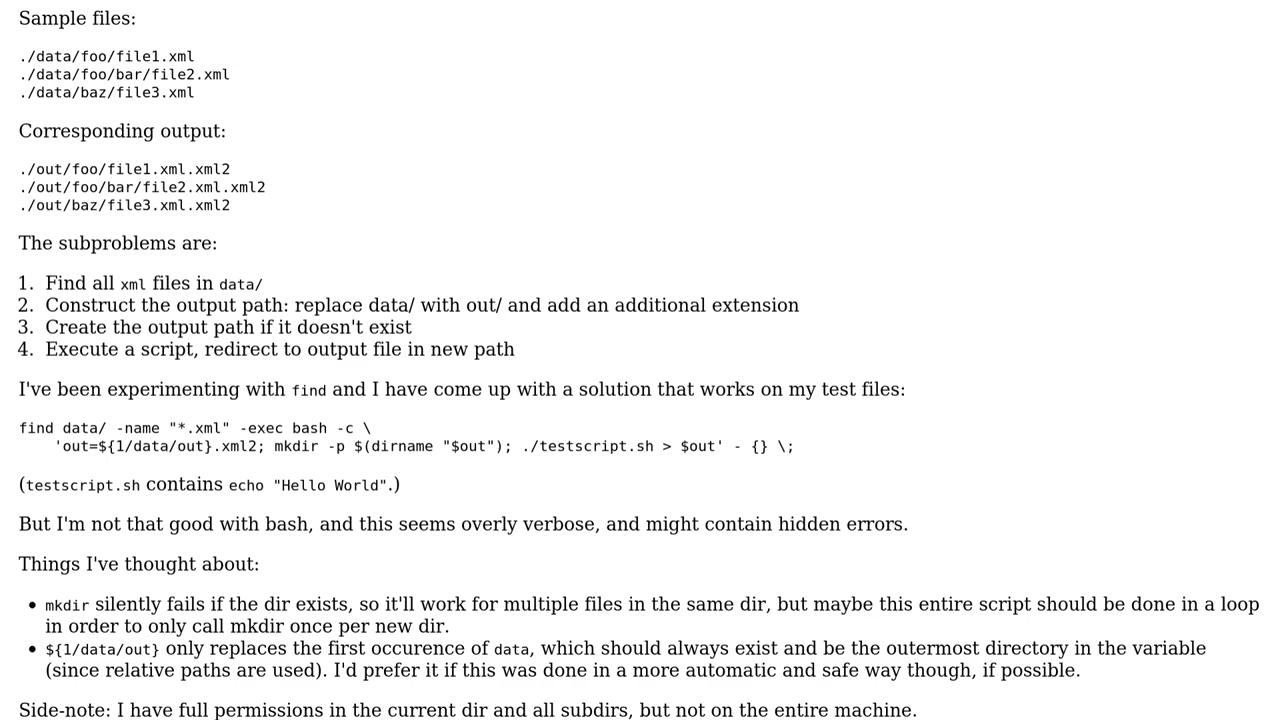 Sample files:
./data/foo/file1.xml
./data/foo/bar/file2.xml
./data/baz/file3.xml
Corresponding output:
./out/foo/file1.xml.xml2
./out/foo/bar/file2.xml.xml2
./out/baz/file3.xml.xml2
The subproblems are:
1. Find all xml files in data/
2. Construct the output path: replace data/ with out/ and add an additional extension
3. Create the output path if it doesn't exist
4. Execute a script, redirect to output file in new path
I've been experimenting with find and I have come up with a solution that works on my test files:
find data/ -name "*.xml" -exec bash -c \
    'out=${1/data/out}.xml2; mkdir -p $(dirname "$out"); ./testscript.sh > $out' - {} \;
(testscript.sh contains echo "Hello World".)
But I'm not that good with bash, and this seems overly verbose, and might contain hidden errors.
Things I've thought about:
• mkdir silently fails if the dir exists, so it'll work for multiple files in the same dir, but maybe this entire script should be done in a loop
in order to only call mkdir once per new dir.
• ${1/data/out} only replaces the first occurence of data, which should always exist and be the outermost directory in the variable
(since relative paths are used). I'd prefer it if this was done in a more automatic and safe way though, if possible.
Side-note: I have full permissions in the current dir and all subdirs, but not on the entire machine.